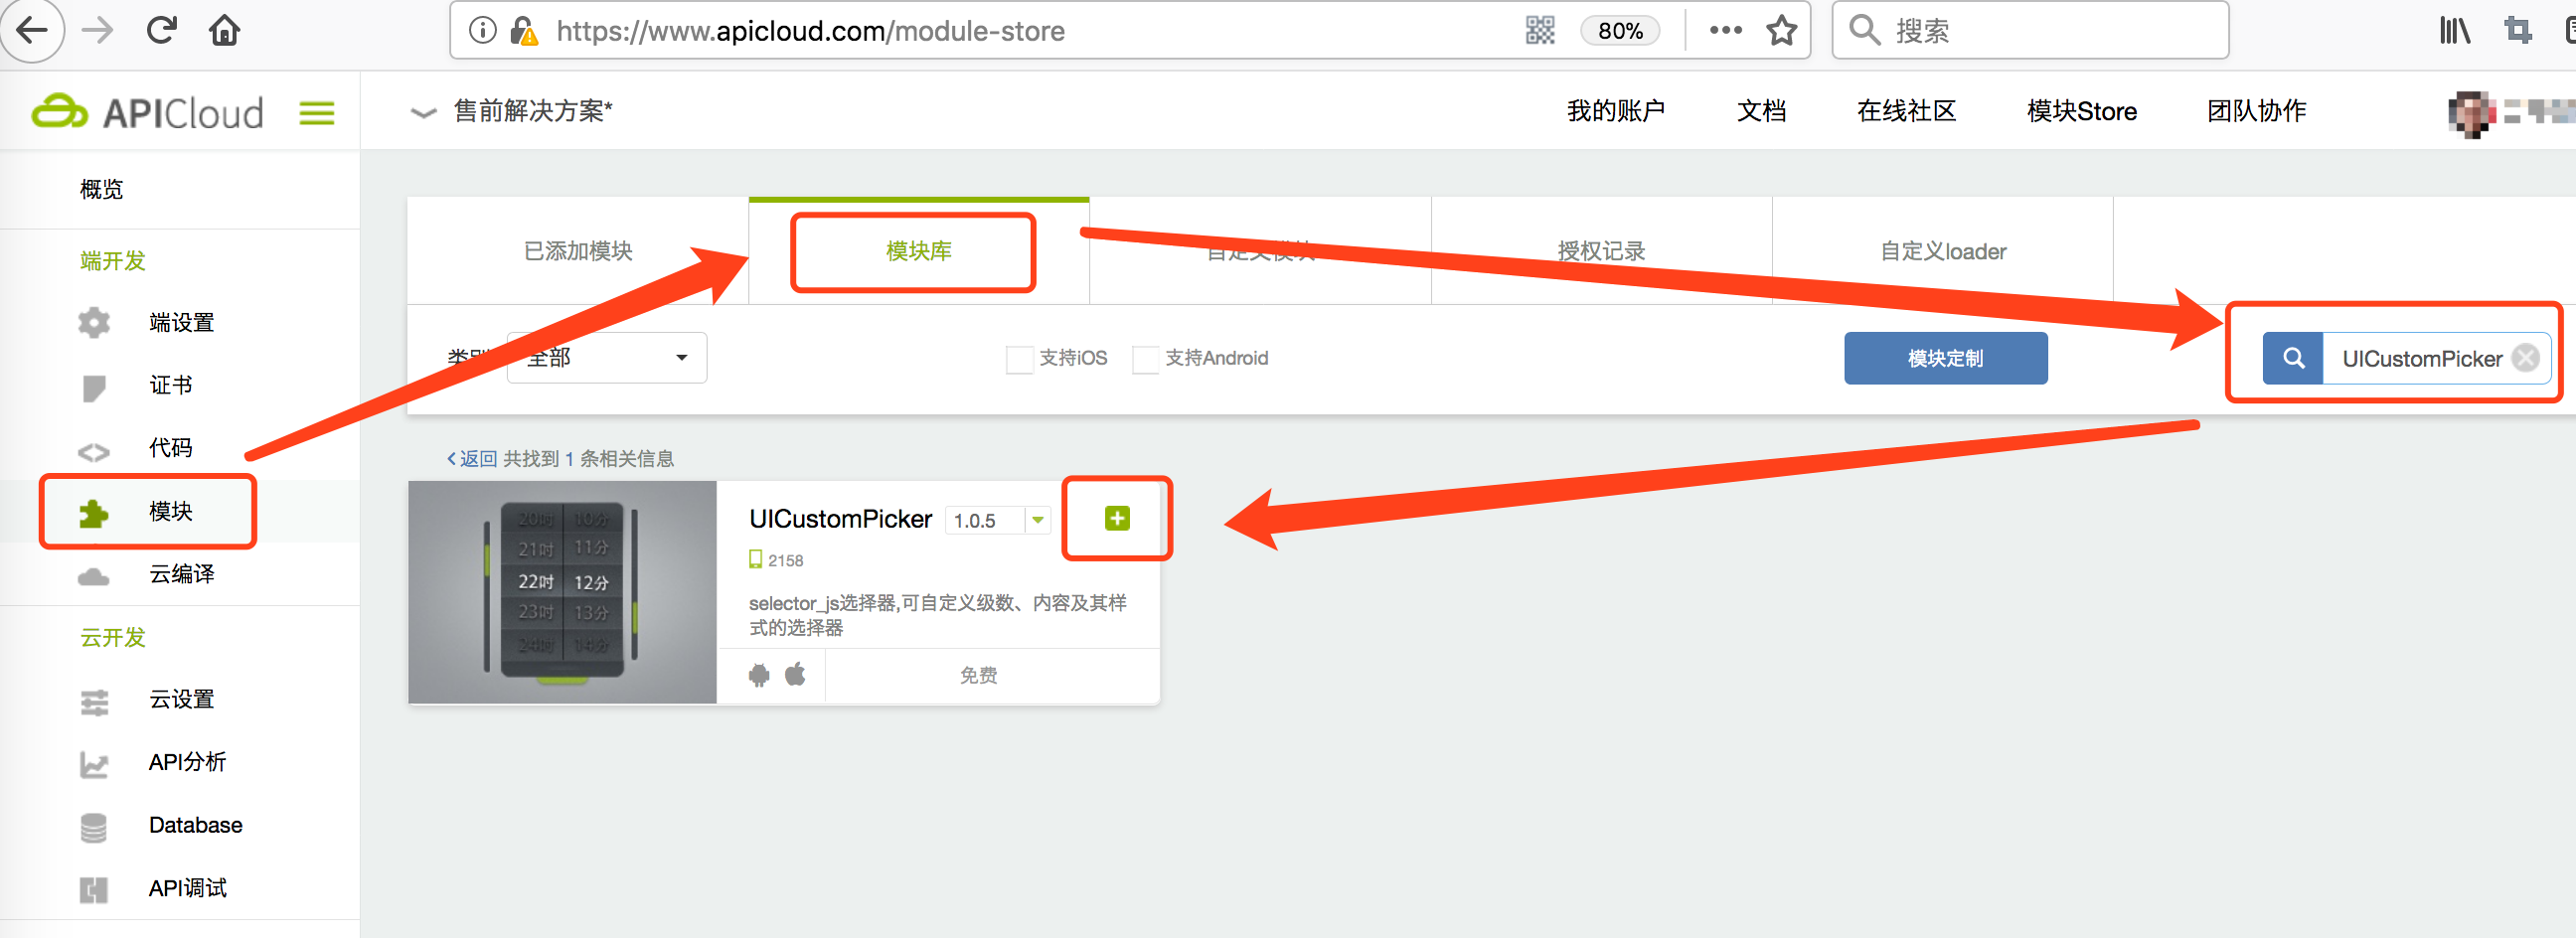 https://www.apicloud.com/module-store
80%
搜索
APICloud
售前解决方案*
我的账户
文档
在线社区
模块Store
团队协作
概览
端开发
端设置
证书
代码
模块
云编译
云开发
云设置
API分析
Database
API调试
已添加模块
模块库
自定义模块
授权记录
自定义loader
类别
全部
支持iOS
支持Android
模块定制
UICustomPicker
返回 共找到 1 条相关信息
20时 10分
21时 11分
22时 12分
23时 13分
24时 14分
UICustomPicker
1.0.5
2158
selector_js选择器,可自定义级数、内容及其样
式的选择器
免费